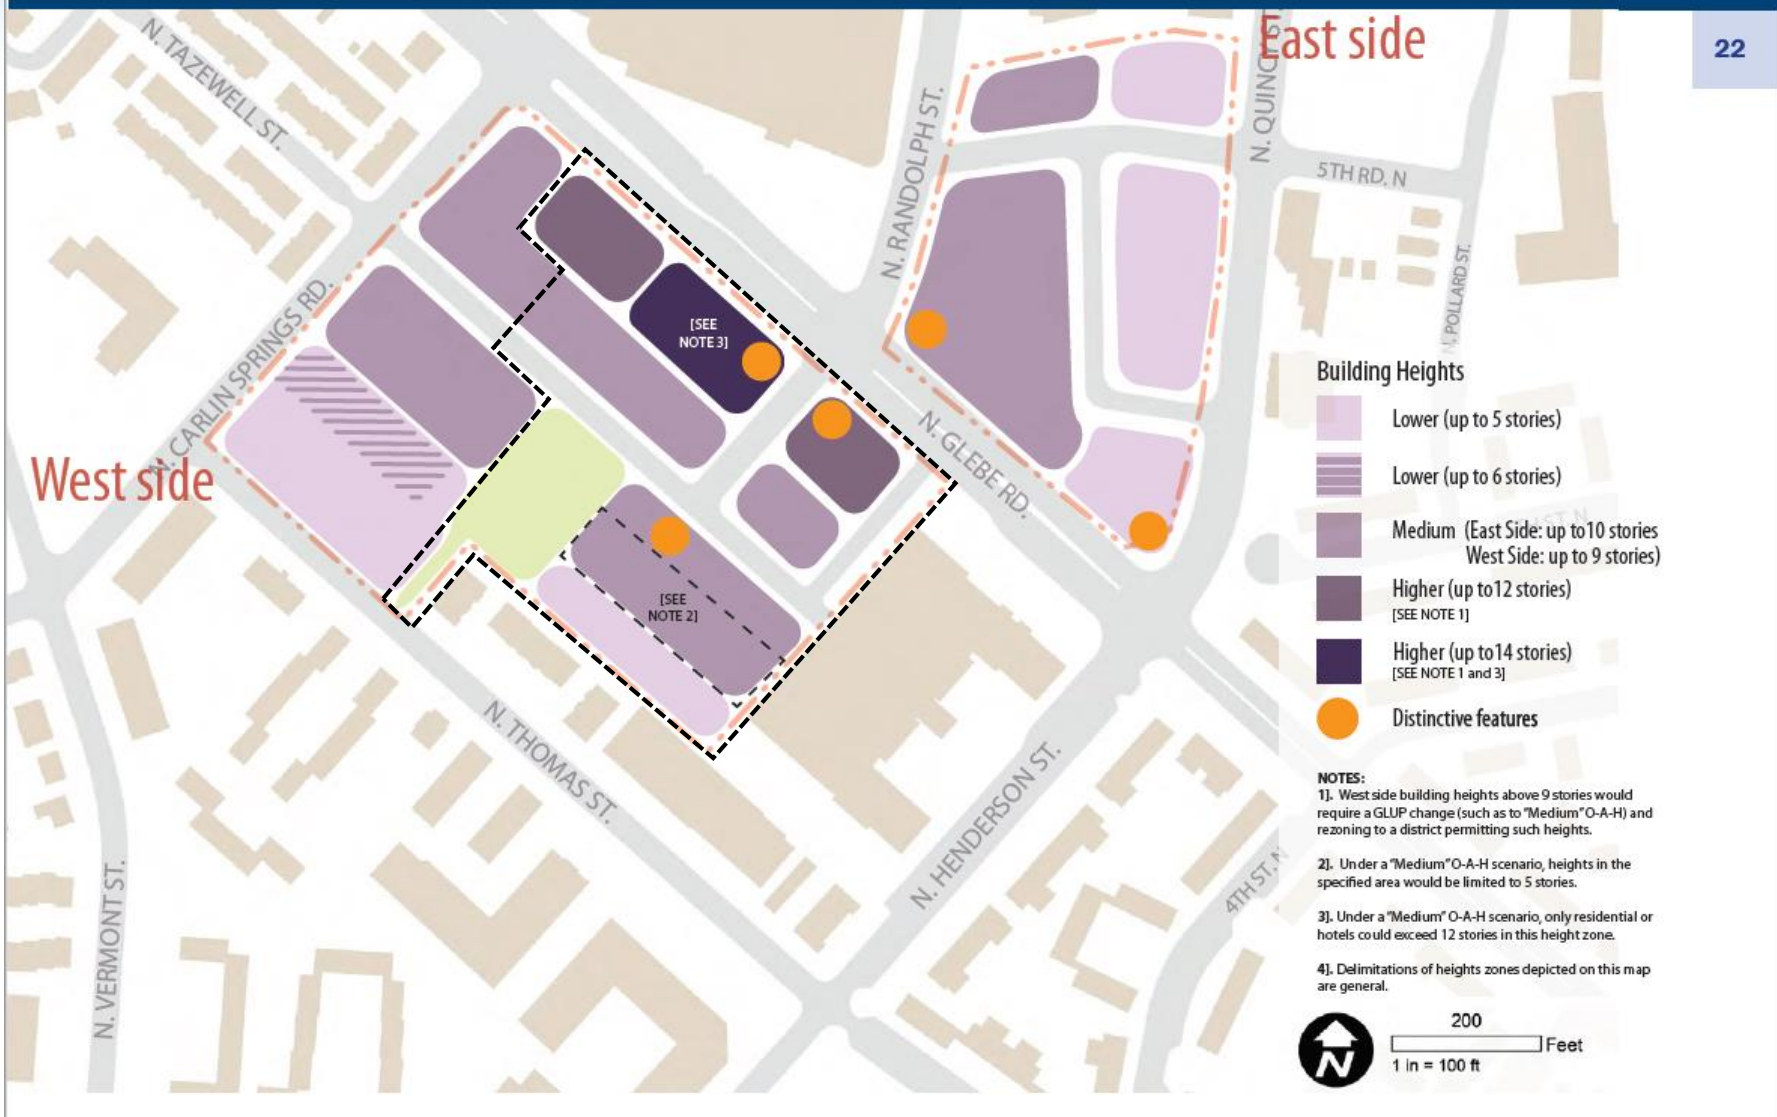 22
East side
West side
N. TAZEWELL ST.
N. CARLIN SPRINGS RD.
N. RANDOLPH ST.
N. QUINCY ST.
5TH RD. N
N. POLLARD ST.
N. GLEBE RD.
N. THOMAS ST.
N. VERMONT ST.
N. HENDERSON ST.
4TH ST. N
[SEE
NOTE 3]
[SEE
NOTE 2]
Building Heights
Lower (up to 5 stories)
Lower (up to 6 stories)
Medium (East Side: up to10 stories
West Side: up to 9 stories)
Higher (up to12 stories)
[SEE NOTE 1]
Higher (up to14 stories)
[SEE NOTE 1 and 3]
Distinctive features
NOTES:
1]. West side building heights above 9 stories would
require a GLUP change (such as to "Medium" O-A-H) and
rezoning to a district permitting such heights.
2]. Under a "Medium" O-A-H scenario, heights in the
specified area would be limited to 5 stories.
3]. Under a "Medium" O-A-H scenario, only residential or
hotels could exceed 12 stories in this height zone.
4]. Delimitations of heights zones depicted on this map
are general.
N
200
Feet
1 in = 100 ft